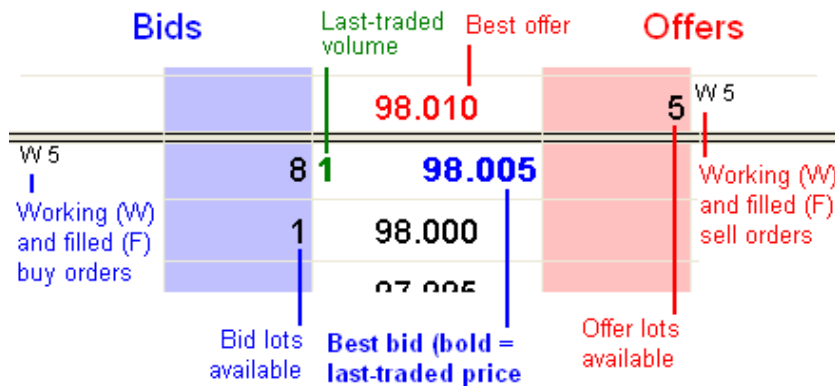 Bids
Last-traded
volume
Best offer
Offers
98.010
5
W 5
W 5
8
1
98.005
Working (W)
and filled (F)
buy orders
1
98.000
Working (W)
and filled (F)
sell orders
Bid lots
available
Best bid (bold =
last-traded price
Offer lots
available